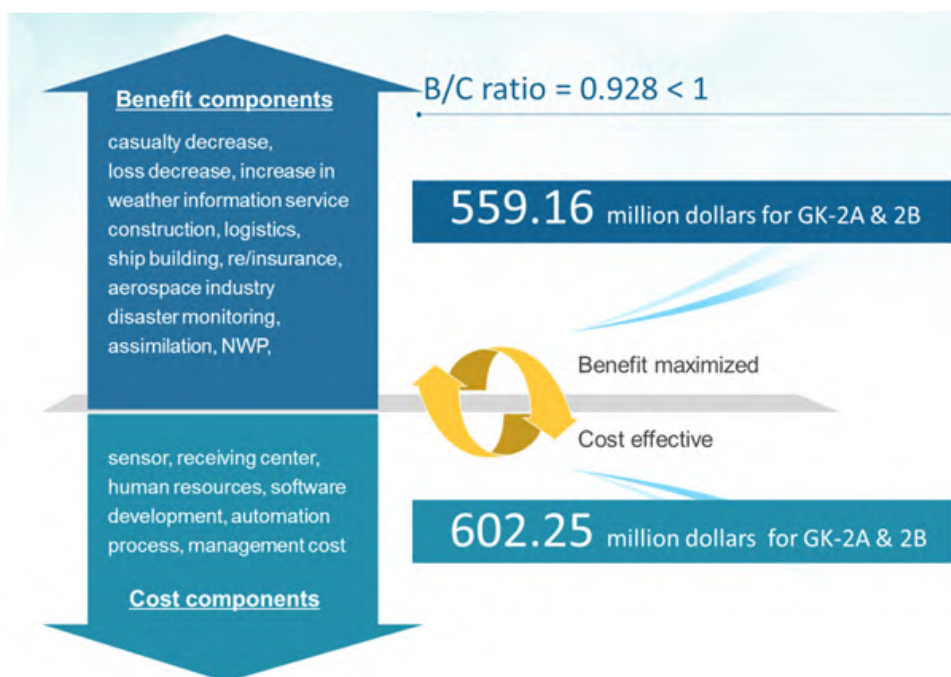 Benefit components
casualty decrease,
loss decrease, increase in
weather information service
construction, logistics,
ship building, re/insurance,
aerospace industry
disaster monitoring,
assimilation, NWP,
B/C ratio = 0.928 < 1
559.16 million dollars for GK-2A & 2B
Benefit maximized
Cost effective
sensor, receiving center,
human resources, software
development, automation
process, management cost
Cost components
602.25 million dollars for GK-2A & 2B